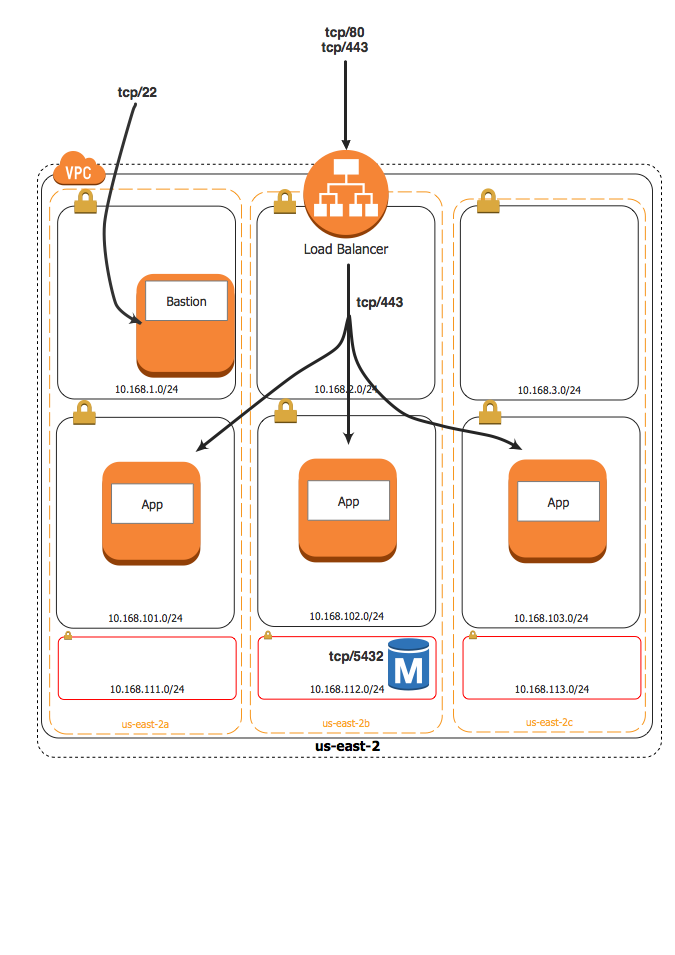 tcp/80
tcp/443
tcp/22
VPC
Load Balancer
Bastion
tcp/443
10.168.1.0/24
10.168.2.0/24
10.168.3.0/24
App
App
App
10.168.101.0/24
10.168.102.0/24
10.168.103.0/24
tcp/5432
M
10.168.111.0/24
10.168.112.0/24
10.168.113.0/24
us-east-2a
us-east-2b
us-east-2c
us-east-2